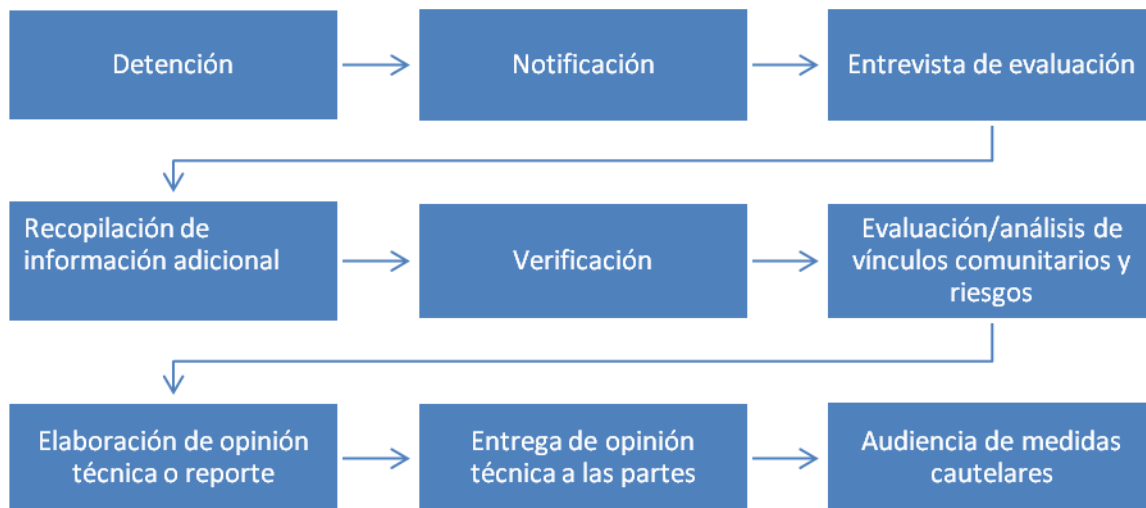 Detención
Notificación
Entrevista de evaluación
Recopilación de
información adicional
Verificación
Evaluación/análisis de
vínculos comunitarios y
riesgos
Elaboración de opinión
técnica o reporte
Entrega de opinión
técnica a las partes
Audiencia de medidas
cautelares